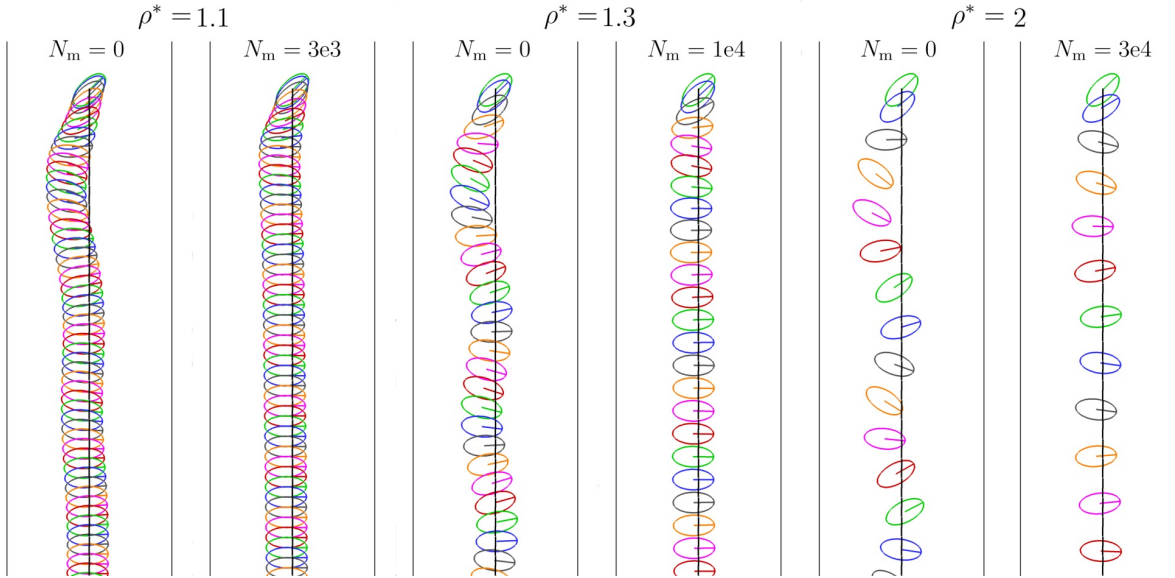 ρ* = 1.1 ρ* = 1.3 ρ* = 2
N_m = 0 N_m = 3e3 N_m = 0 N_m = 1e4 N_m = 0 N_m = 3e4